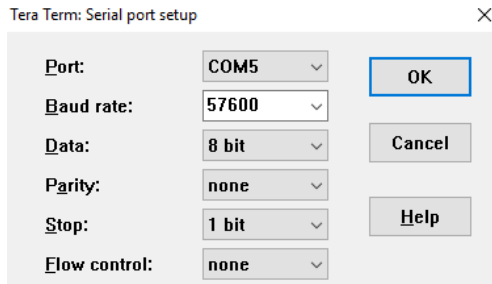 Tera Term: Serial port setup
Port: COM5 OK
Baud rate: 57600
Data: 8 bit Cancel
Parity: none
Stop: 1 bit Help
Flow control: none